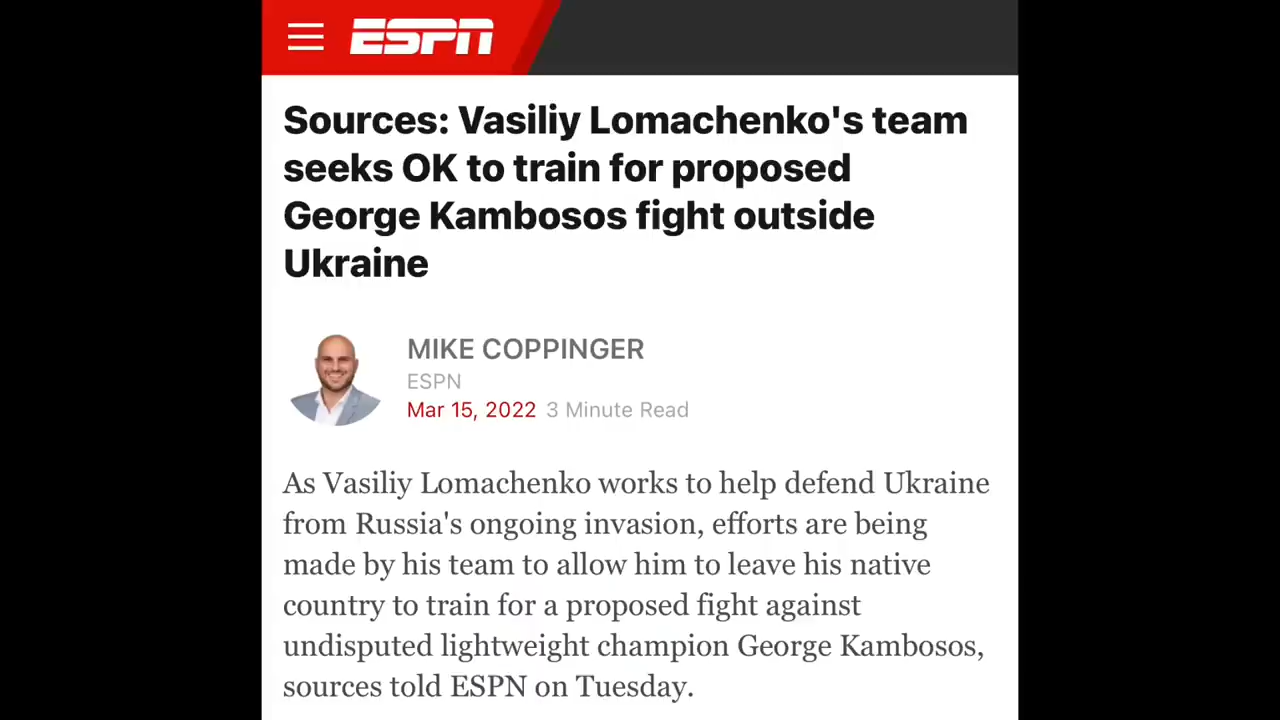 ESPN
Sources: Vasiliy Lomachenko's team
seeks OK to train for proposed
George Kambosos fight outside
Ukraine
MIKE COPPINGER
ESPN
Mar 15, 2022 3 Minute Read
As Vasiliy Lomachenko works to help defend Ukraine
from Russia's ongoing invasion, efforts are being
made by his team to allow him to leave his native
country to train for a proposed fight against
undisputed lightweight champion George Kambosos,
sources told ESPN on Tuesday.